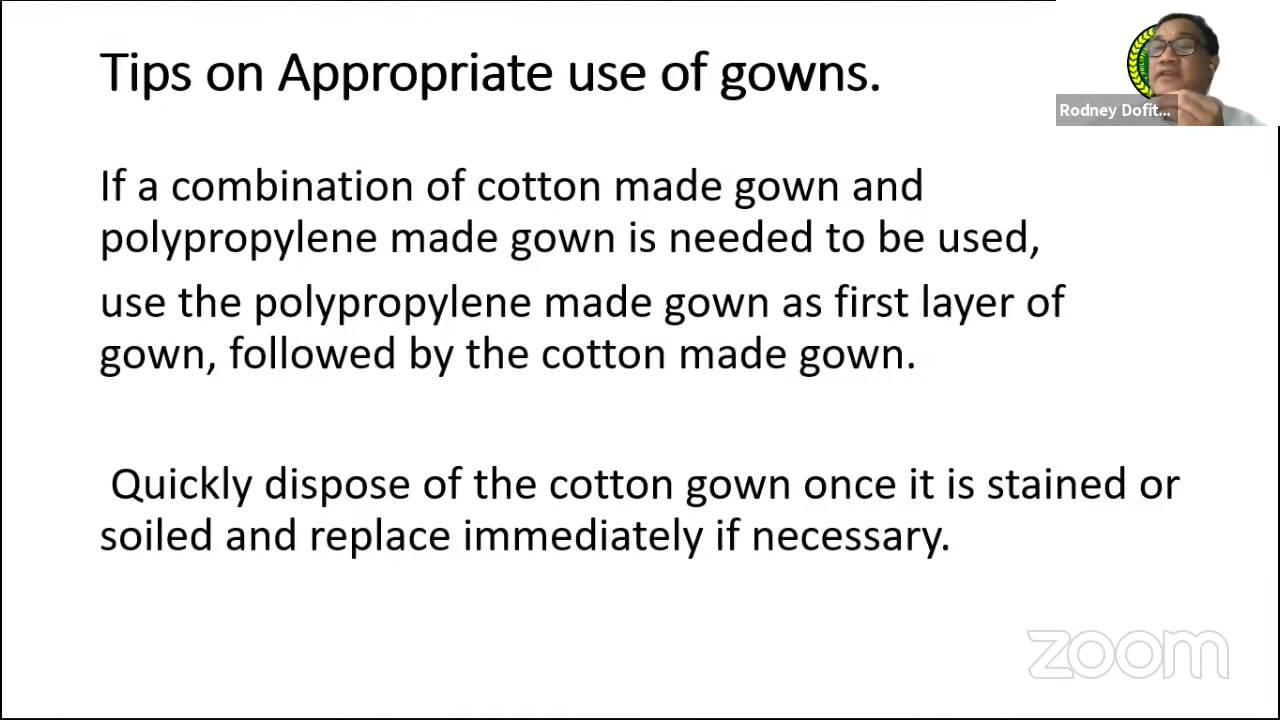 Tips on Appropriate use of gowns.
Rodney Dofit...
If a combination of cotton made gown and
polypropylene made gown is needed to be used,
use the polypropylene made gown as first layer of
gown, followed by the cotton made gown.
Quickly dispose of the cotton gown once it is stained or
soiled and replace immediately if necessary.
zoom